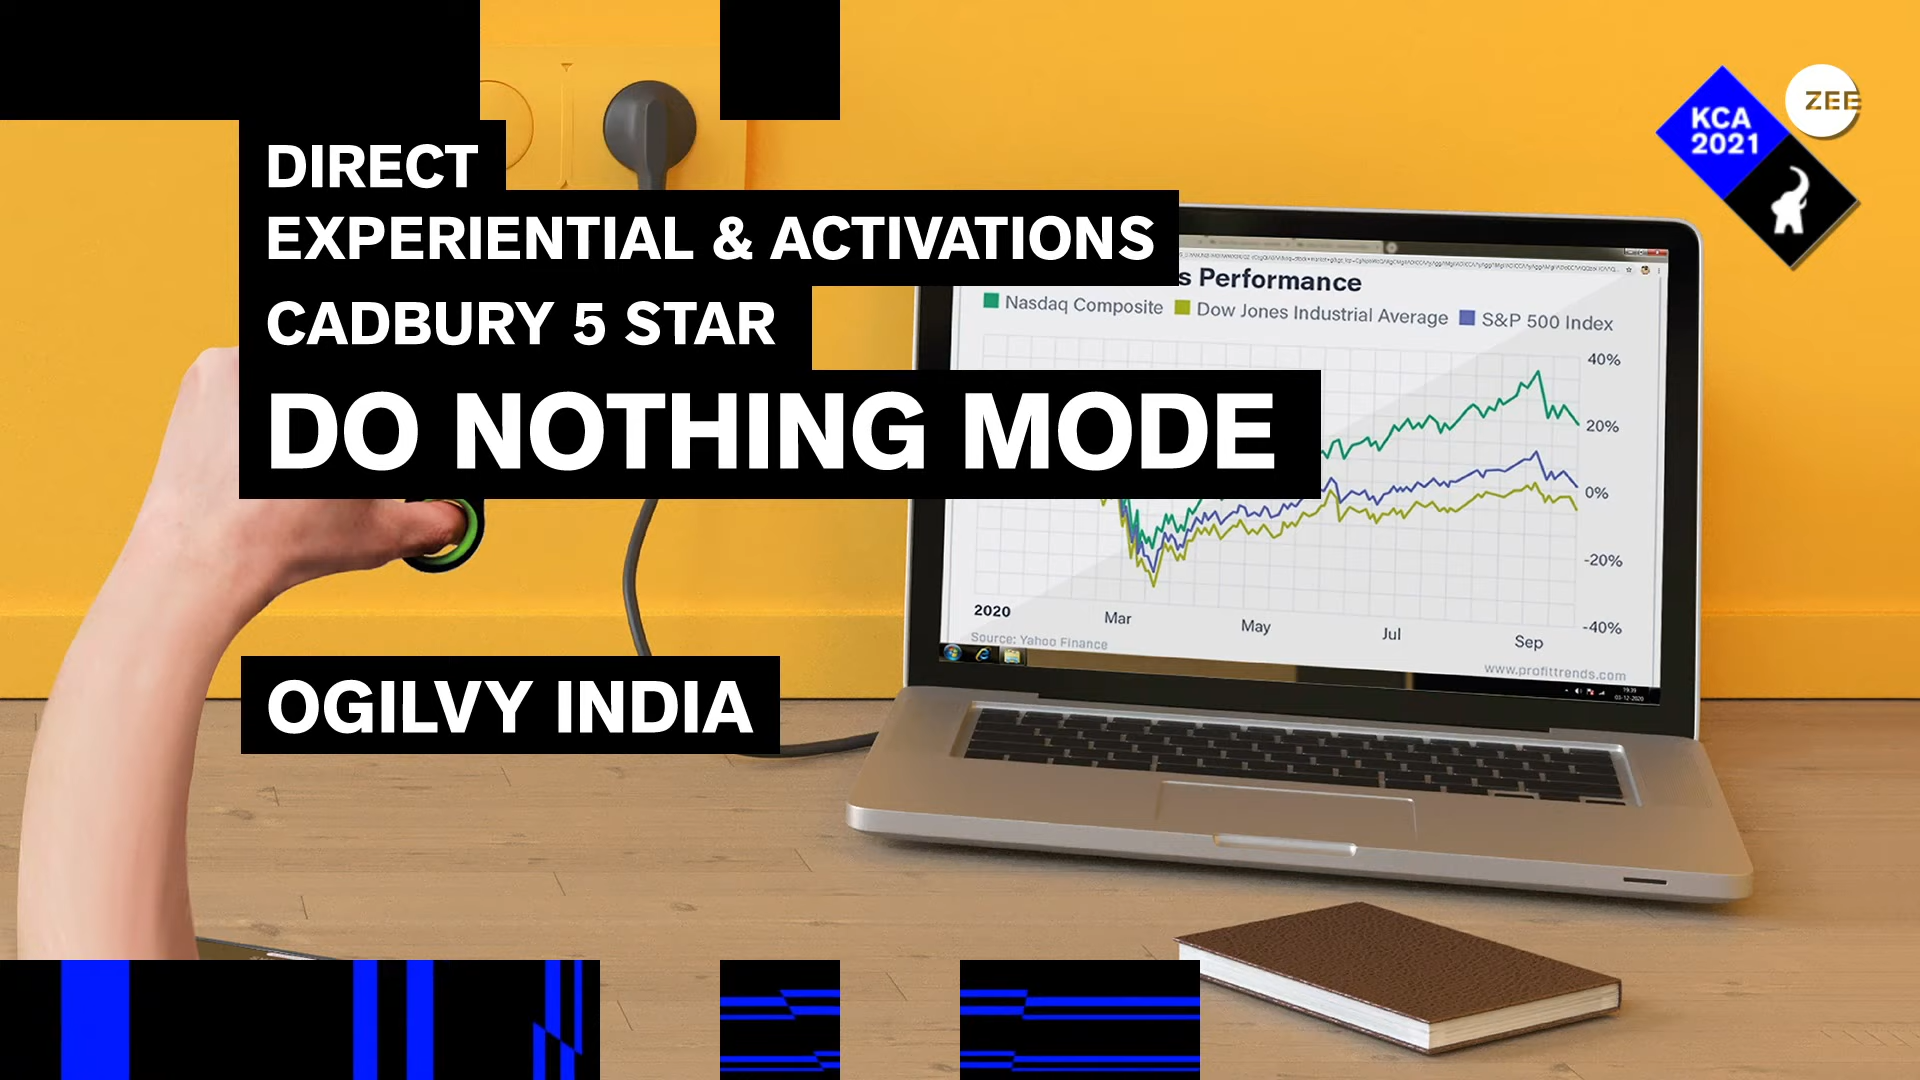 DIRECT
EXPERIENTIAL & ACTIVATIONS
CADBURY 5 STAR
DO NOTHING MODE
OGILVY INDIA
KCA
2021
ZEE
s Performance
Nasdaq Composite Dow Jones Industrial Average S&P 500 Index
40%
20%
0%
-20%
-40%
2020 Mar May Jul Sep
Source: Yahoo Finance
www.profittrends.com